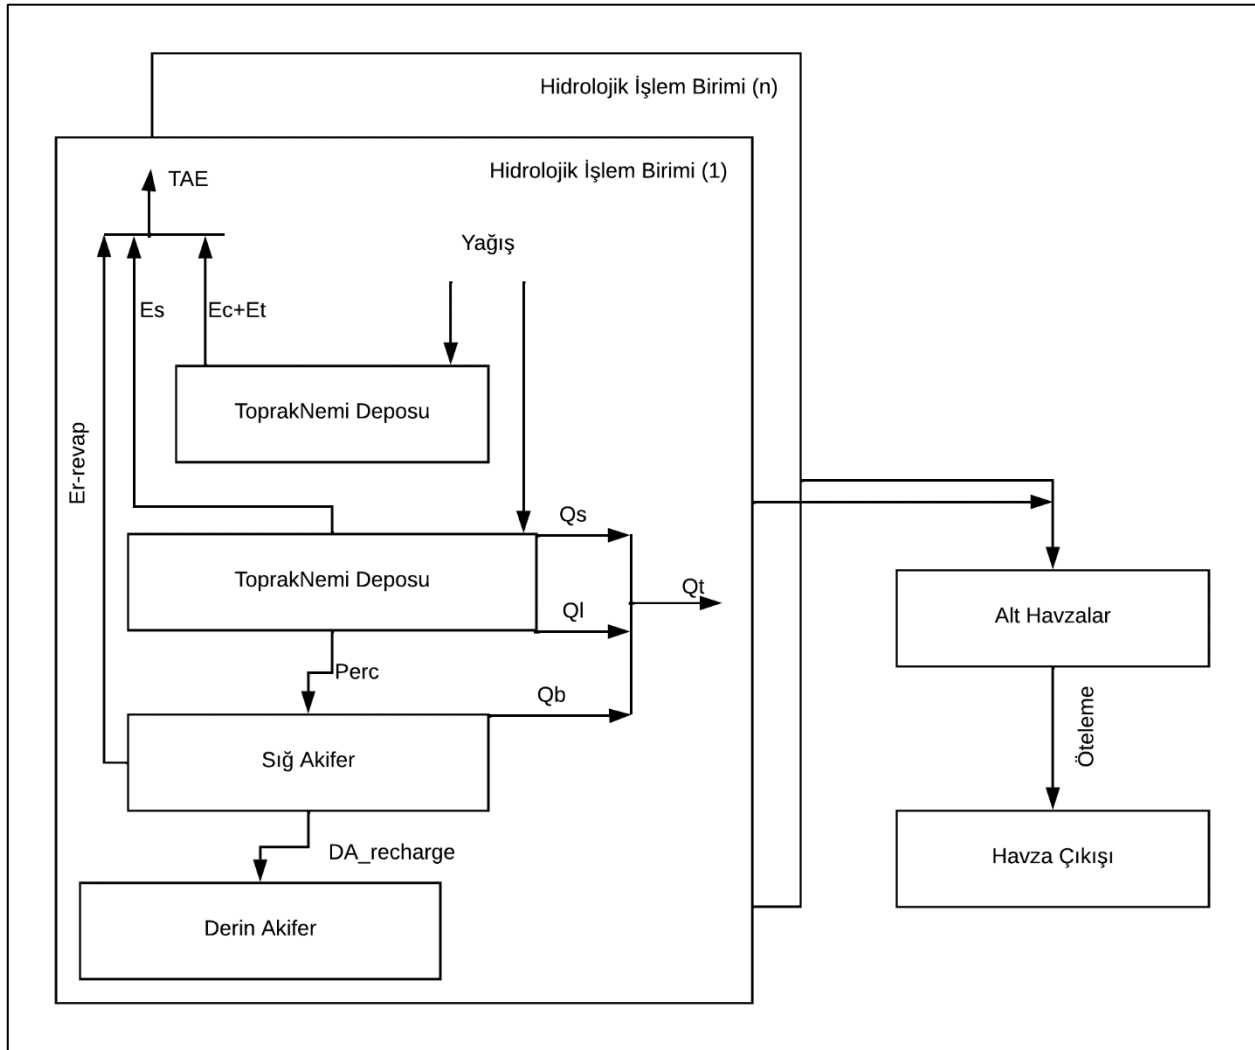 Hidrolojik İşlem Birimi (n)
Hidrolojik İşlem Birimi (1)
TAE
Yağış
Es
Ec+Et
ToprakNemi Deposu
Er-revap
Qs
ToprakNemi Deposu
Qt
Ql
Perc
Qb
Sığ Akifer
DA_recharge
Derin Akifer
Alt Havzalar
Öteleme
Havza Çıkışı